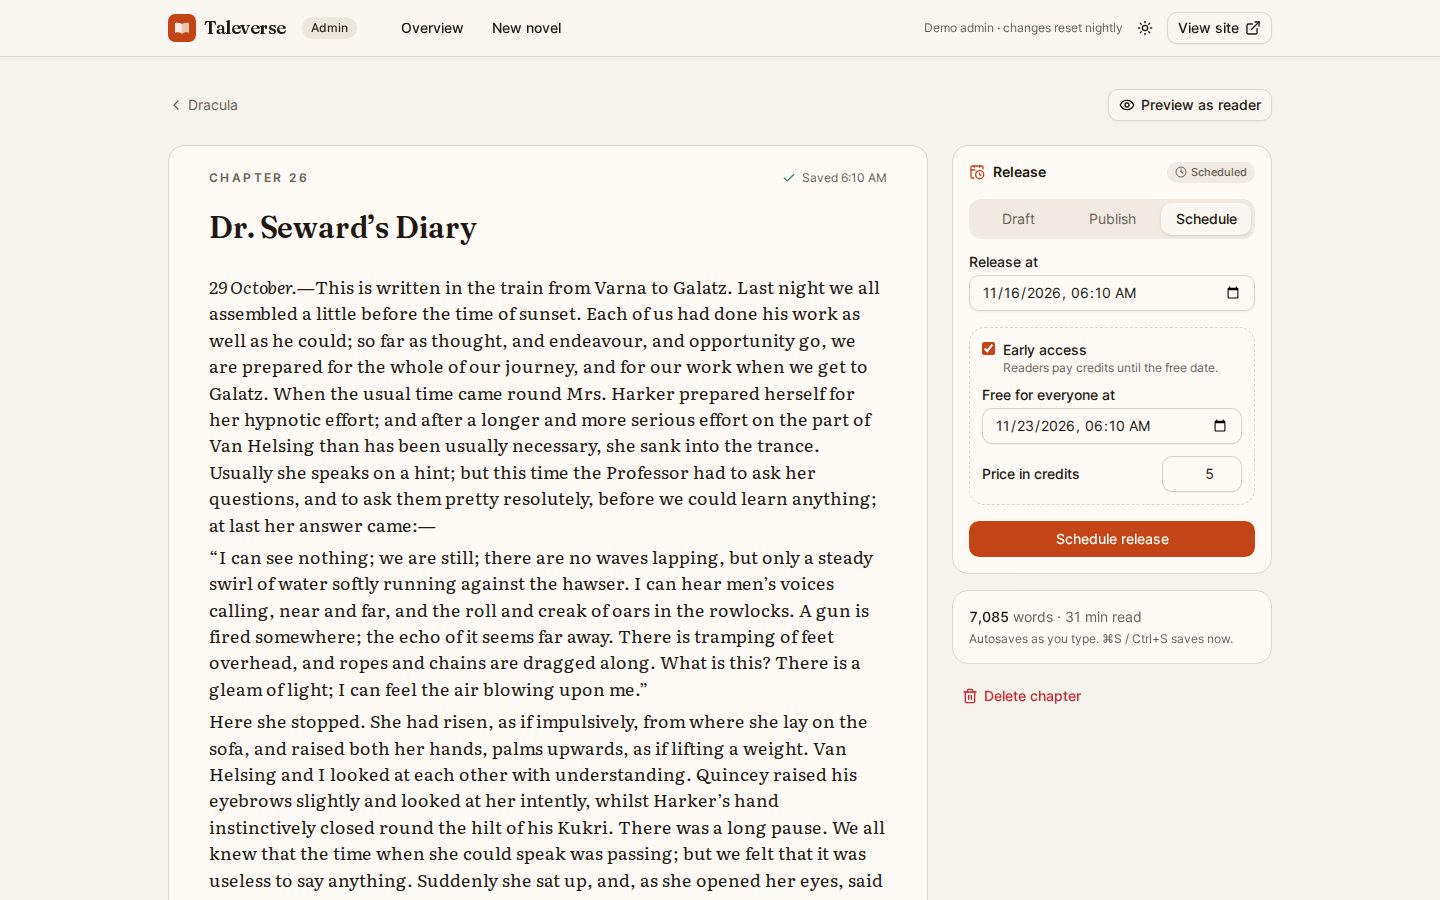 Taleverse
Admin
Overview
New novel
Demo admin · changes reset nightly
View site
Dracula
Preview as reader
CHAPTER 26
Saved 6:10 AM
Dr. Seward’s Diary
29 October.—This is written in the train from Varna to Galatz. Last night we all
assembled a little before the time of sunset. Each of us had done his work as
well as he could; so far as thought, and endeavour, and opportunity go, we
are prepared for the whole of our journey, and for our work when we get to
Galatz. When the usual time came round Mrs. Harker prepared herself for
her hypnotic effort; and after a longer and more serious effort on the part of
Van Helsing than has been usually necessary, she sank into the trance.
Usually she speaks on a hint; but this time the Professor had to ask her
questions, and to ask them pretty resolutely, before we could learn anything;
at last her answer came:—
“I can see nothing; we are still; there are no waves lapping, but only a steady
swirl of water softly running against the hawser. I can hear men’s voices
calling, near and far, and the roll and creak of oars in the rowlocks. A gun is
fired somewhere; the echo of it seems far away. There is tramping of feet
overhead, and ropes and chains are dragged along. What is this? There is a
gleam of light; I can feel the air blowing upon me.”
Here she stopped. She had risen, as if impulsively, from where she lay on the
sofa, and raised both her hands, palms upwards, as if lifting a weight. Van
Helsing and I looked at each other with understanding. Quincey raised his
eyebrows slightly and looked at her intently, whilst Harker’s hand
instinctively closed round the hilt of his Kukri. There was a long pause. We all
knew that the time when she could speak was passing; but we felt that it was
useless to say anything. Suddenly she sat up, and, as she opened her eyes, said
Release
Scheduled
Draft
Publish
Schedule
Release at
11/16/2026, 06:10 AM
Early access
Readers pay credits until the free date.
Free for everyone at
11/23/2026, 06:10 AM
Price in credits
5
Schedule release
7,085 words · 31 min read
Autosaves as you type. ⌘S / Ctrl+S saves now.
Delete chapter